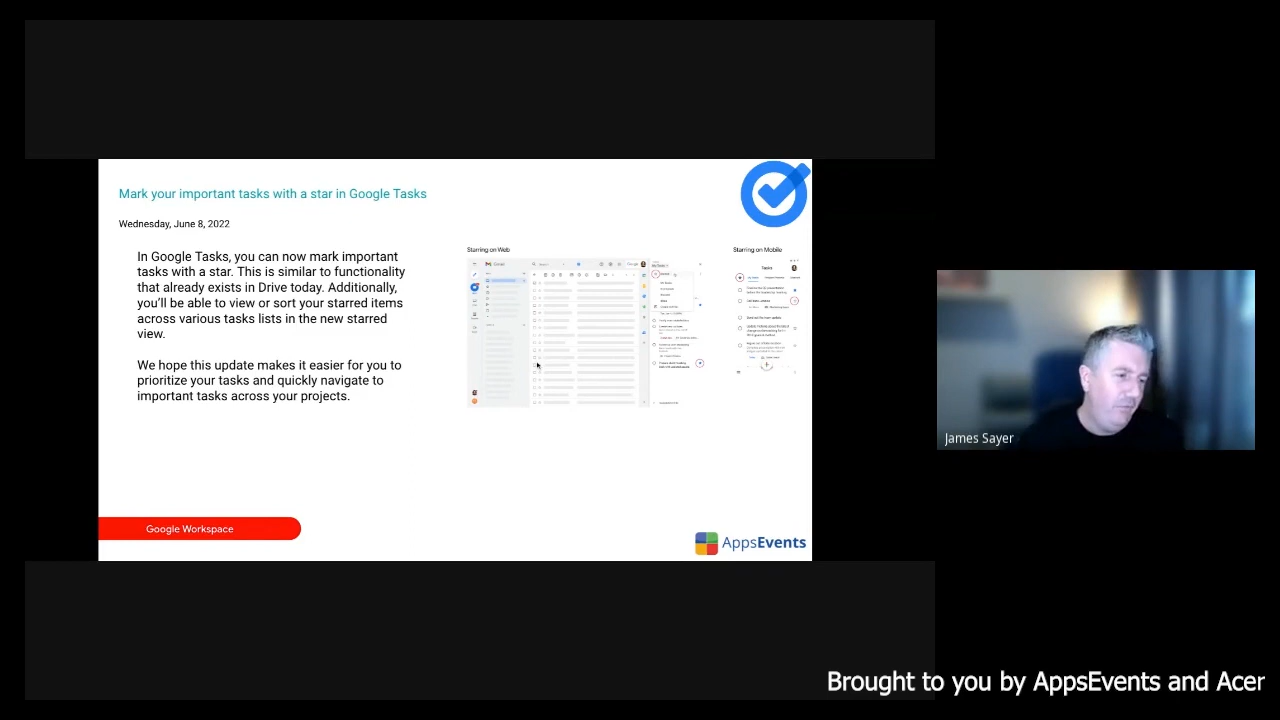 Mark your important tasks with a star in Google Tasks
Wednesday, June 8, 2022
In Google Tasks, you can now mark important
tasks with a star. This is similar to functionality
that already exists in Drive today. Additionally,
you’ll be able to view or sort your starred items
across various tasks lists in the new starred
view.
We hope this update makes it easier for you to
prioritize your tasks and quickly navigate to
important tasks across your projects.
Starring on Web
Starring on Mobile
Gmail
Tasks
Google Workspace
AppsEvents
James Sayer
Brought to you by AppsEvents and Acer